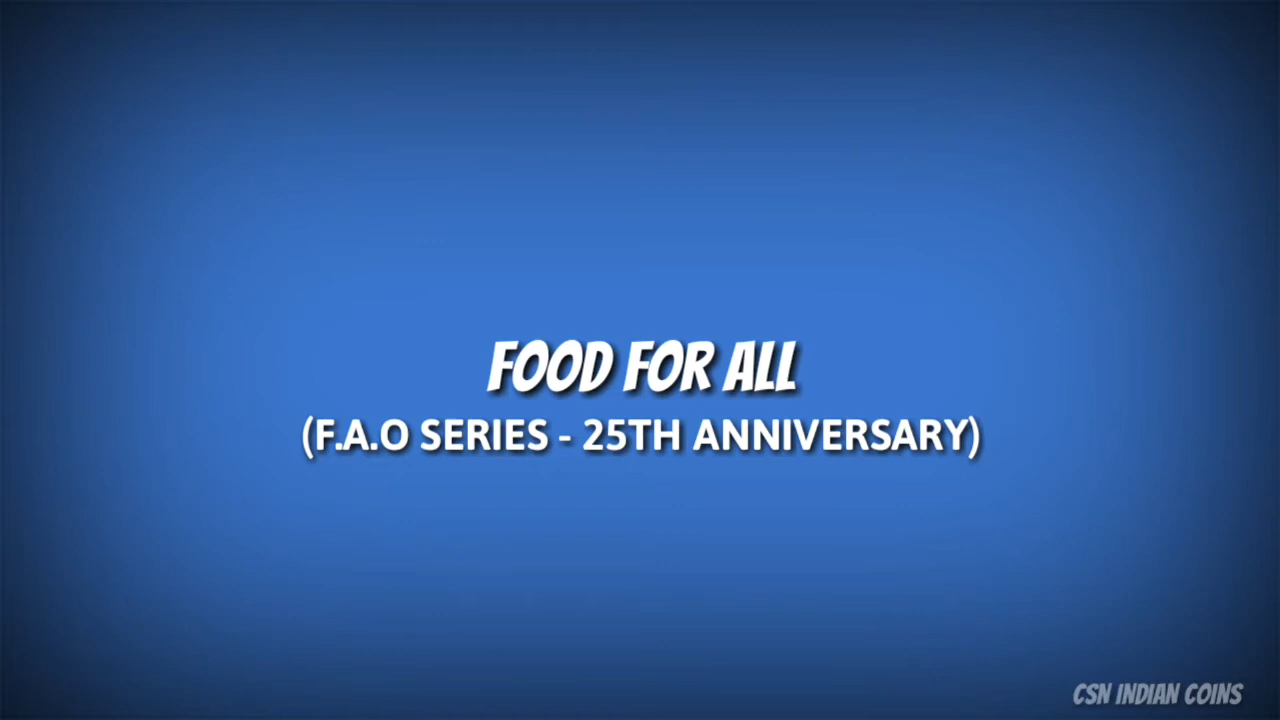 FOOD FOR ALL
(F.A.O SERIES - 25TH ANNIVERSARY)
CSN INDIAN COINS